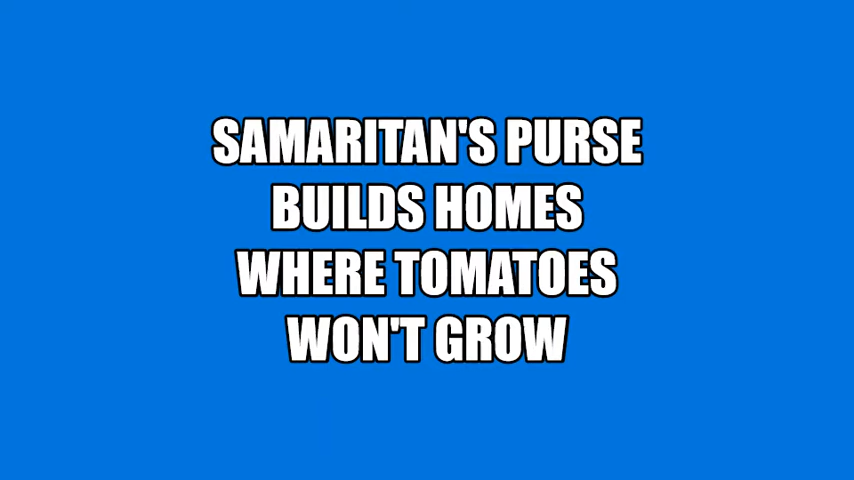 SAMARITAN'S PURSE
BUILDS HOMES
WHERE TOMATOES
WON'T GROW